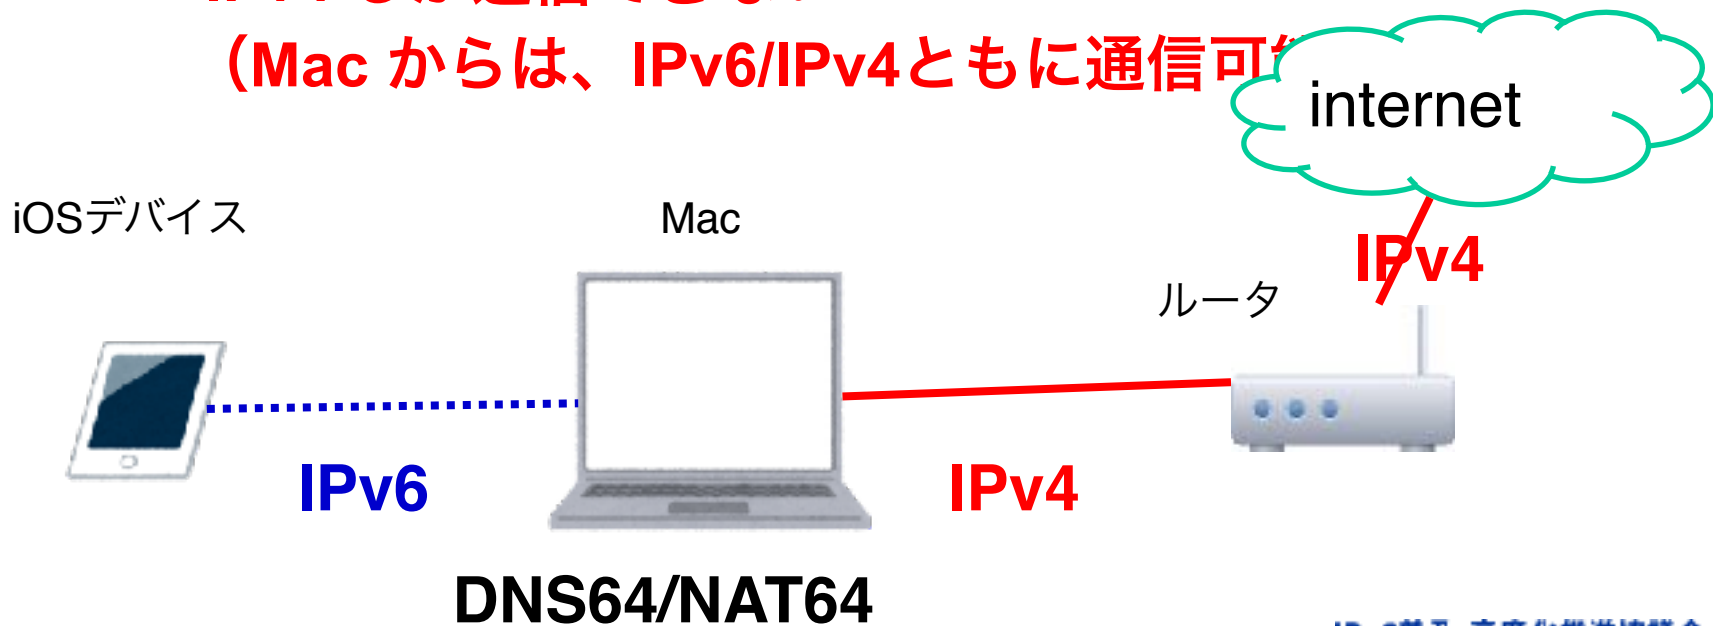 （Mac からは、IPv6/IPv4ともに通信可
internet
iOSデバイス
Mac
IPv4
ルータ
IPv6
IPv4
DNS64/NAT64